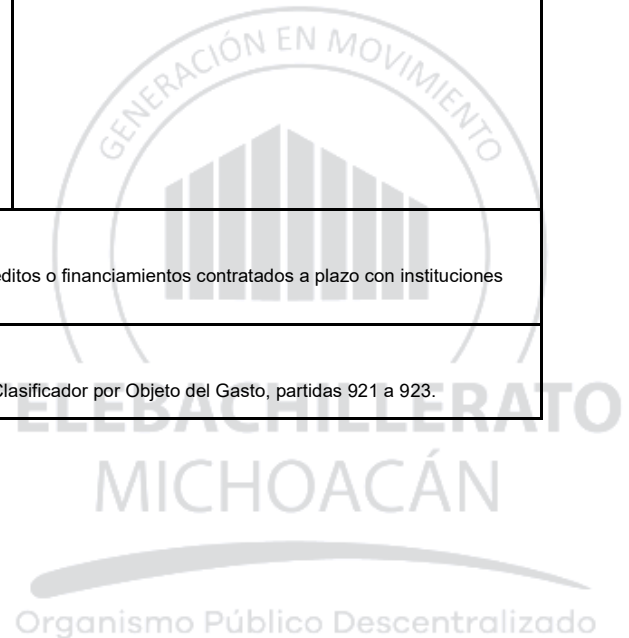 GENERACIÓN EN MOVIMIENTO
o financiamientos contratados a plazo con instituciones
Clasificador por Objeto del Gasto, partidas 921 a 923.
MICHOACÁN
Organismo Público Descentralizado